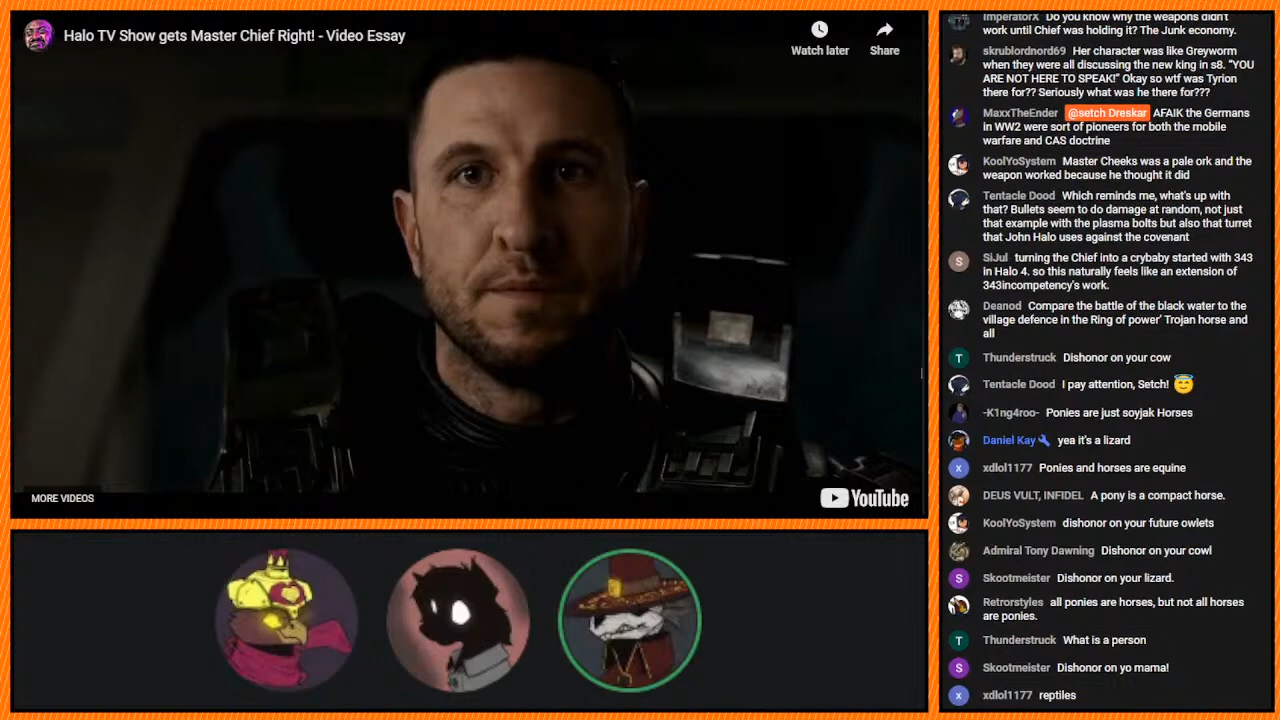 Halo TV Show gets Master Chief Right! - Video Essay
Watch later
Share
MORE VIDEOS
YouTube
ImperatorX Do you know why the weapons didn't
work until Chief was holding it? The Junk economy.
skrublordnord69 Her character was like Greyworm
when they were all discussing the new king in s8. "YOU
ARE NOT HERE TO SPEAK!" Okay so wtf was Tyrion
there for?? Seriously what was he there for???
MaxxTheEnder @setch Dreskar AFAIK the Germans
in WW2 were sort of pioneers for both the mobile
warfare and CAS doctrine
KoolYoSystem Master Cheeks was a pale ork and the
weapon worked because he thought it did
Tentacle Dood Which reminds me, what's up with
that? Bullets seem to do damage at random, not just
that example with the plasma bolts but also that turret
that John Halo uses against the covenant
S SiJul turning the Chief into a crybaby started with 343
in Halo 4. so this naturally feels like an extension of
343incompetency's work.
Deanod Compare the battle of the black water to the
village defence in the Ring of power' Trojan horse and
all
T Thunderstruck Dishonor on your cow
Tentacle Dood I pay attention, Setch! 😇
-K1ng4roo- Ponies are just soyjak Horses
Daniel Kay yea it's a lizard
x xdlol1177 Ponies and horses are equine
DEUS VULT, INFIDEL A pony is a compact horse.
KoolYoSystem dishonor on your future owlets
Admiral Tony Dawning Dishonor on your cowl
S Skootmeister Dishonor on your lizard.
Retrorstyles all ponies are horses, but not all horses
are ponies.
T Thunderstruck What is a person
S Skootmeister Dishonor on yo mama!
x xdlol1177 reptiles